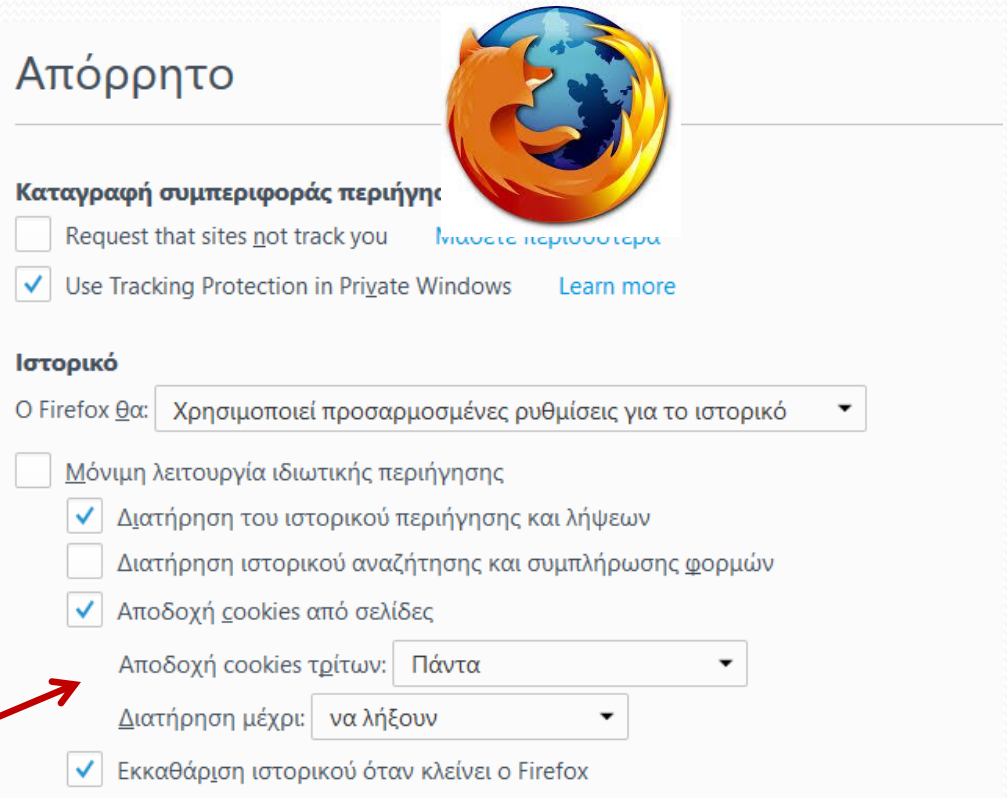 Απόρρητο
Καταγραφή συμπεριφοράς
Request that sites not track you
Use Tracking Protection in Private Windows Learn more
Ιστορικό
Ο Firefox θα: Χρησιμοποιεί προσαρμοσμένες ρυθμίσεις για το ιστορικό
Μόνιμη λειτουργία ιδιωτικής περιήγησης
Διατήρηση του ιστορικού περιήγησης και λήψεων
Διατήρηση ιστορικού αναζήτησης και συμπλήρωσης φορμών
Αποδοχή cookies από σελίδες
Αποδοχή cookies τρίτων: Πάντα
Διατήρηση μέχρι: να λήξουν
Εκκαθάριση ιστορικού όταν κλείνει ο Firefox